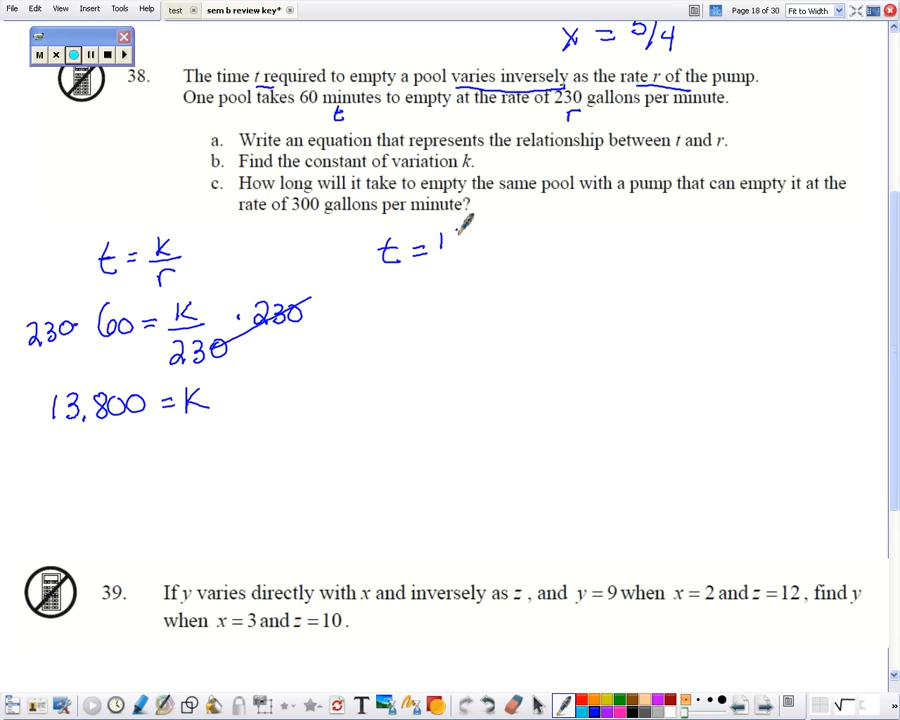 File Edit View Insert Tools Help test sem b review key* Page 18 of 30 Fit to Width
x = 5/4
38. The time t required to empty a pool varies inversely as the rate r of the pump.
One pool takes 60 minutes to empty at the rate of 230 gallons per minute.
t r
a. Write an equation that represents the relationship between t and r.
b. Find the constant of variation k.
c. How long will it take to empty the same pool with a pump that can empty it at the
rate of 300 gallons per minute?
t = k/r t = 1
230· 60 = K/230 · 230
13,800 = K
39. If y varies directly with x and inversely as z , and y = 9 when x = 2 and z = 12, find y
when x = 3 and z = 10.